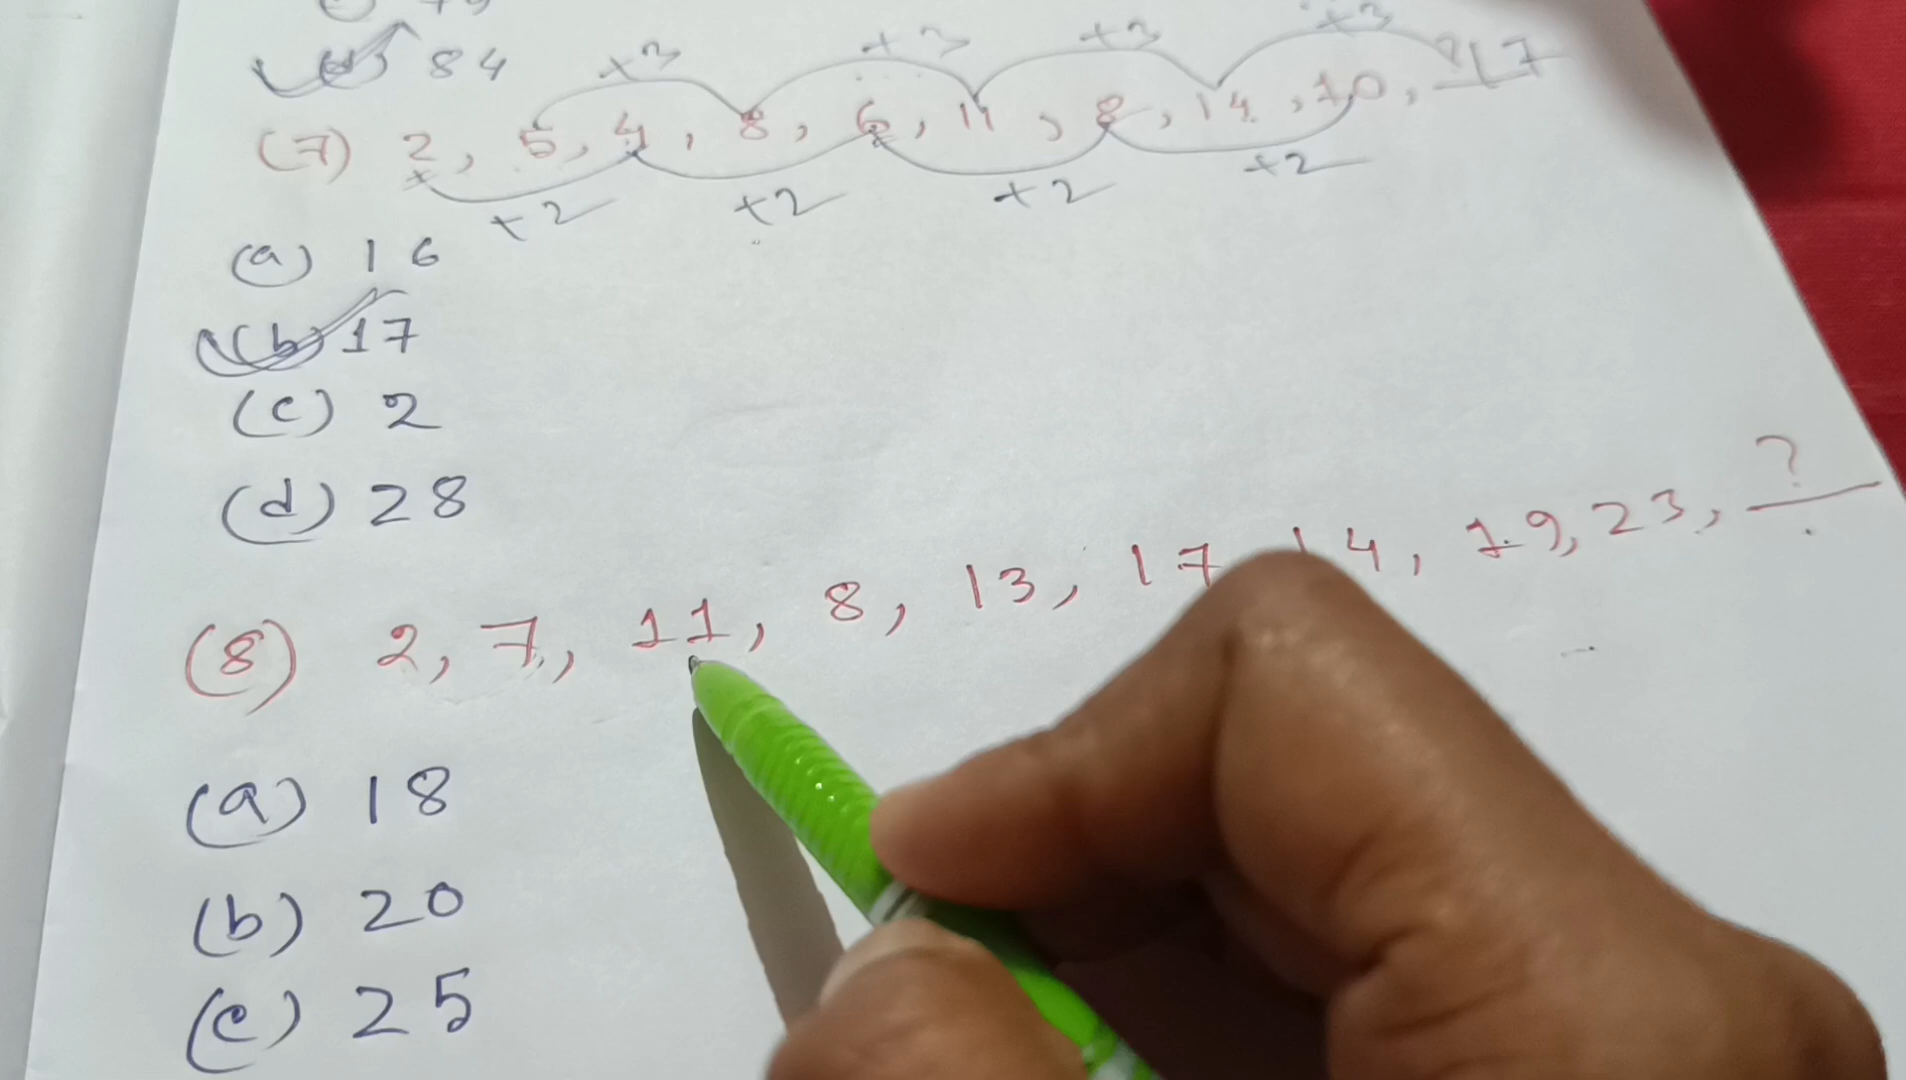 84
+3 +3 +3 +3
(7) 2, 5, 4, 8, 6, 11, 8, 14, 10, ? 17
+2 +2 +2 +2
(a) 16
(b) 17
(c) 2
(d) 28
(8) 2, 7, 11, 8, 13, 17 14, 19, 23, ?
(a) 18
(b) 20
(c) 25